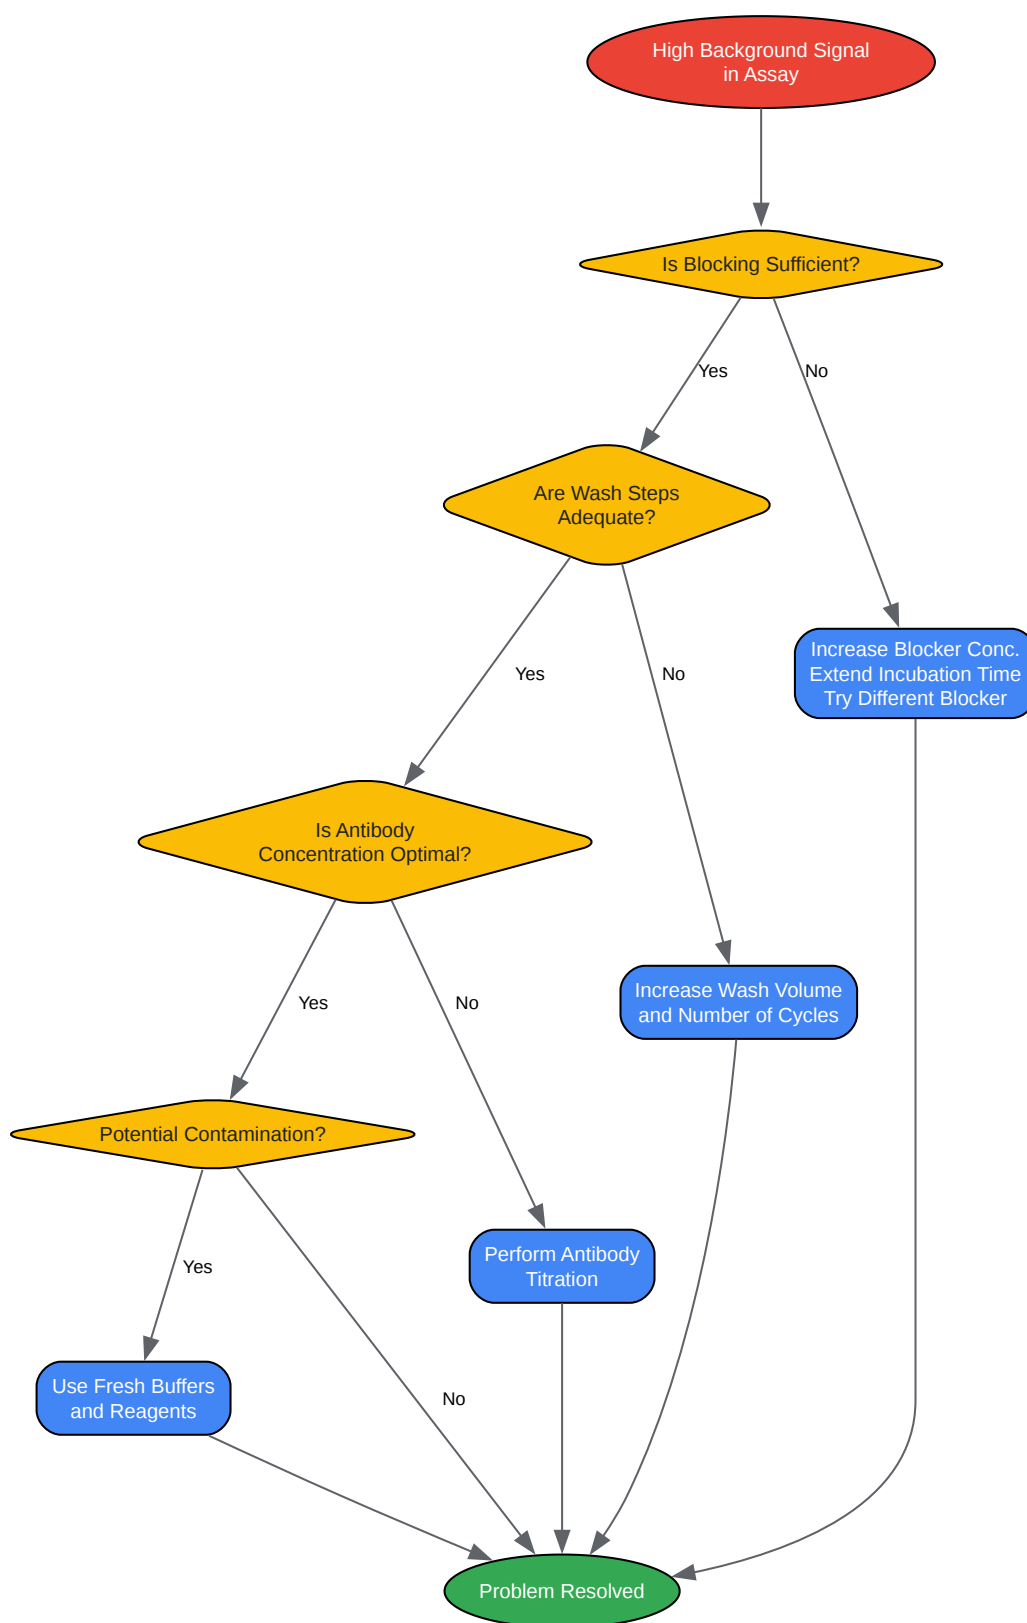 High Background Signal
in Assay
Is Blocking Sufficient?
Yes
No
Are Wash Steps
Adequate?
Increase Blocker Conc.
Extend Incubation Time
Try Different Blocker
Yes
No
Is Antibody
Concentration Optimal?
Increase Wash Volume
and Number of Cycles
Yes
No
Potential Contamination?
Perform Antibody
Titration
Yes
Use Fresh Buffers
and Reagents
No
Problem Resolved